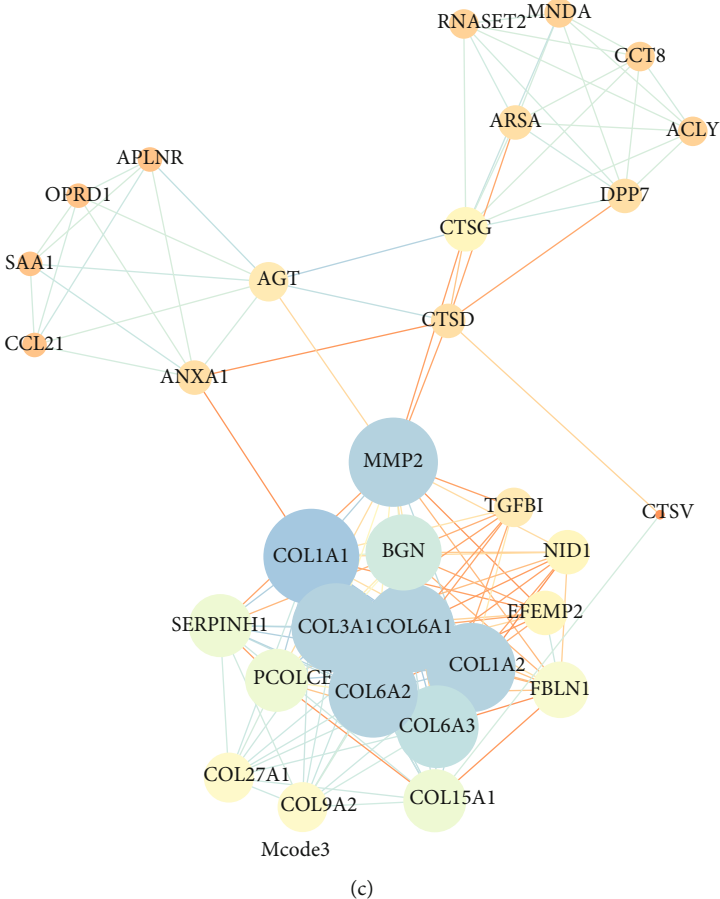 MNDA
RNASET2
CCT8
ARSA
ACLY
APLNR
OPRD1
DPP7
CTSG
SAA1
AGT
CTSD
CCL21
ANXA1
MMP2
TGFBI
CTSV
BGN
NID1
COL1A1
EFEMP2
SERPINH1
COL3A1
COL6A1
COL1A2
PCOLCE
FBLN1
COL6A2
COL6A3
COL27A1
COL9A2
COL15A1
Mcode3
(c)